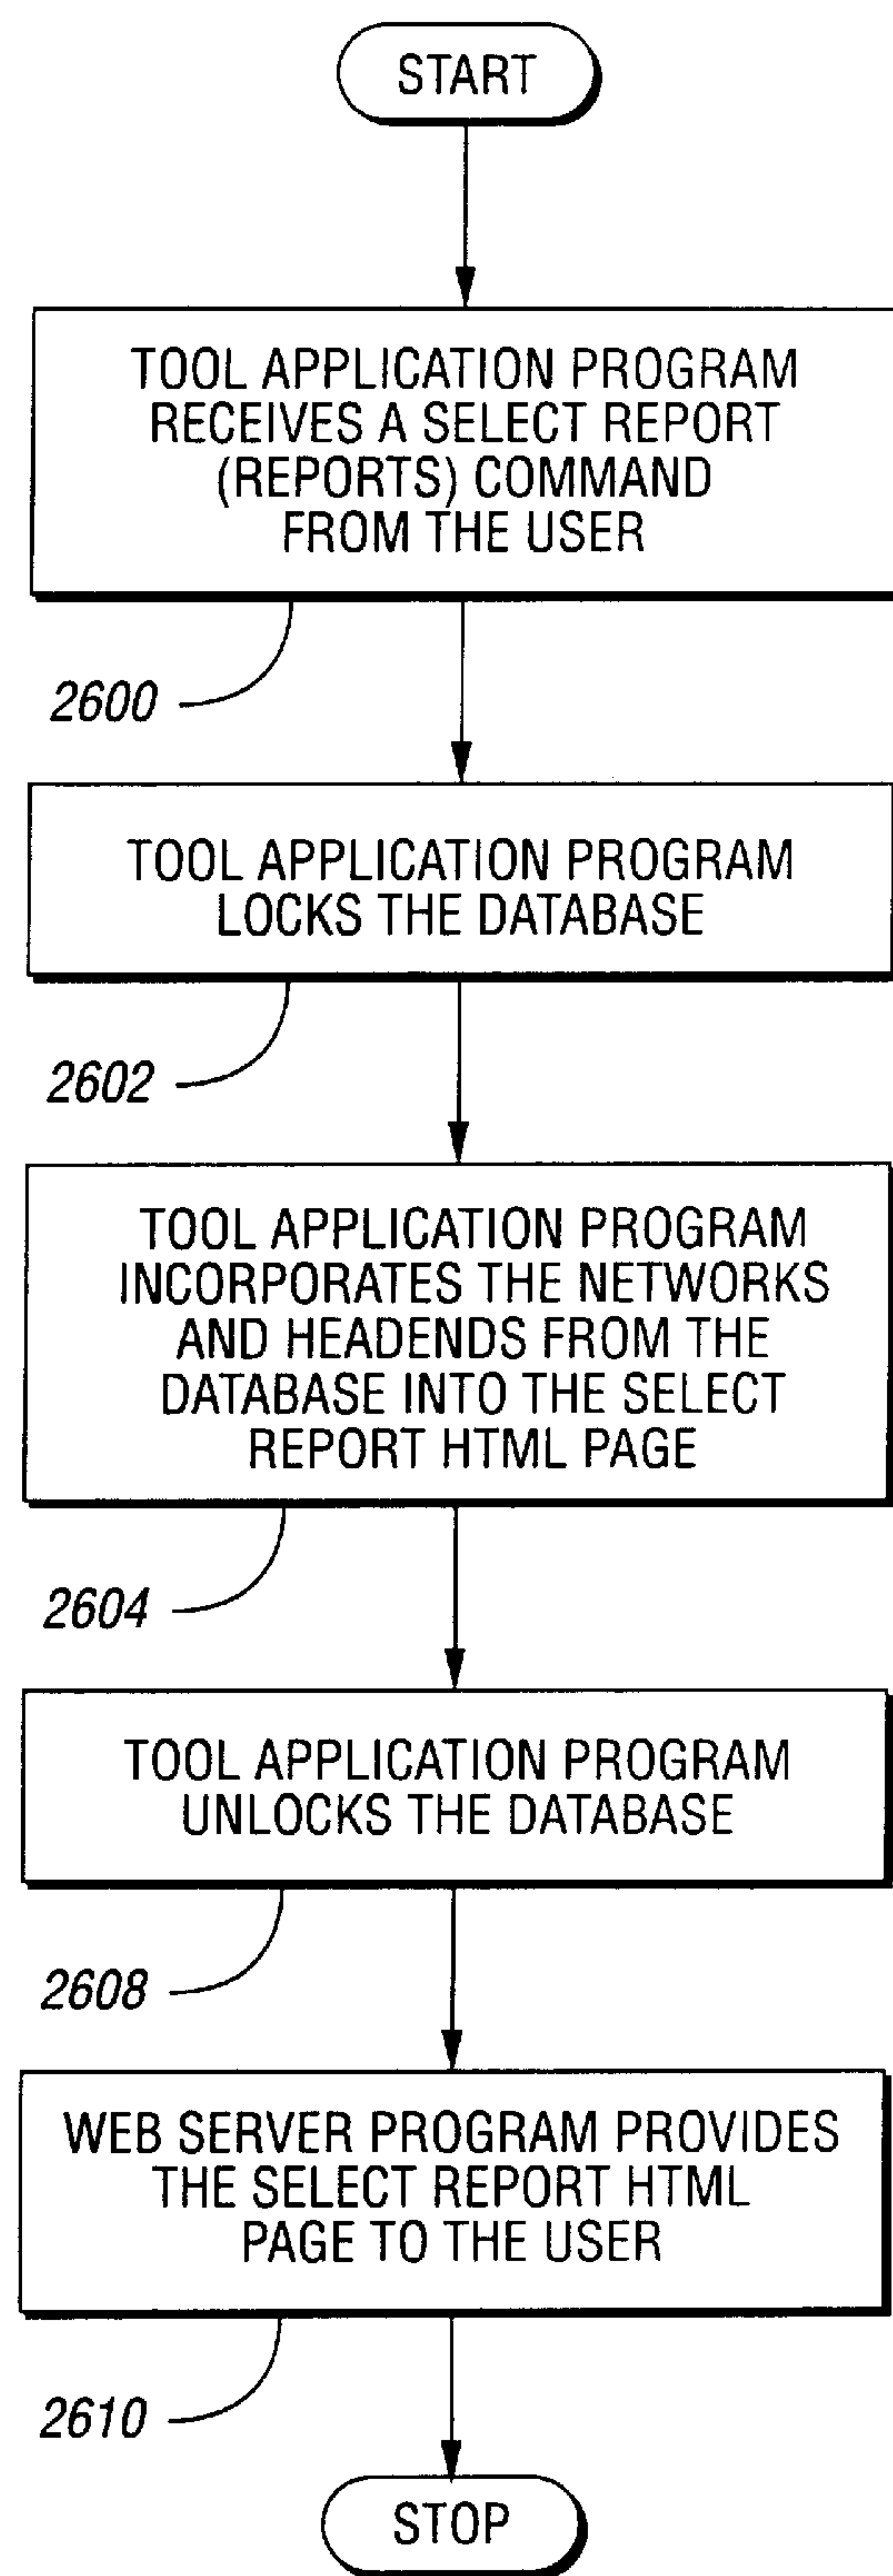 START
TOOL APPLICATION PROGRAM
RECEIVES A SELECT REPORT
(REPORTS) COMMAND
FROM THE USER
2600
TOOL APPLICATION PROGRAM
LOCKS THE DATABASE
2602
TOOL APPLICATION PROGRAM
INCORPORATES THE NETWORKS
AND HEADENDS FROM THE
DATABASE INTO THE SELECT
REPORT HTML PAGE
2604
TOOL APPLICATION PROGRAM
UNLOCKS THE DATABASE
2608
WEB SERVER PROGRAM PROVIDES
THE SELECT REPORT HTML
PAGE TO THE USER
2610
STOP